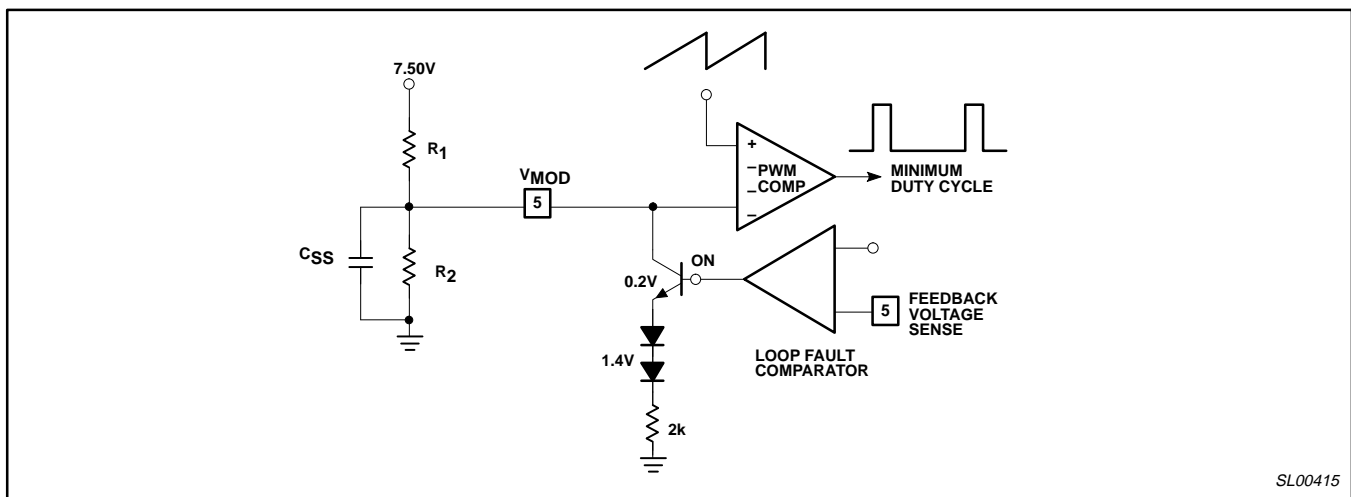 7.50V
R1
VMOD
5
CSS
R2
+
–
PWM
COMP
–
–
MINIMUM
DUTY CYCLE
ON
0.2V
5
FEEDBACK
VOLTAGE
SENSE
1.4V
LOOP FAULT
COMPARATOR
2k
SL00415